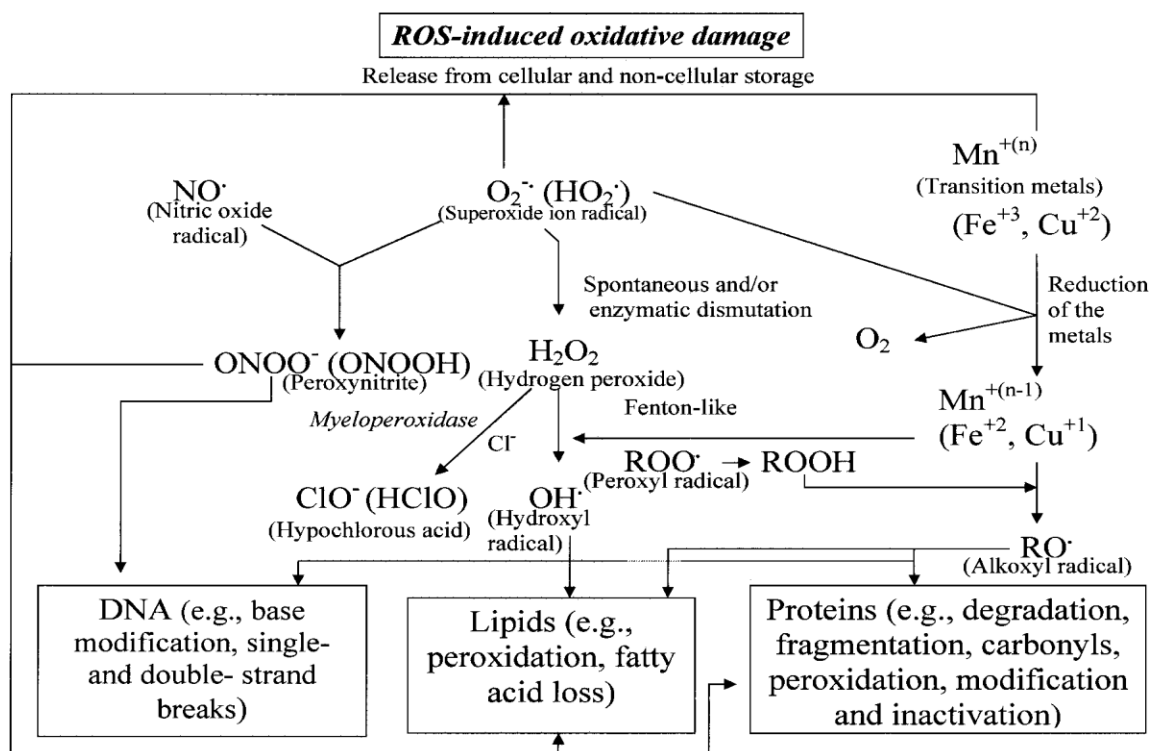 ROS-induced oxidative damage
Release from cellular and non-cellular storage
Mn⁺⁽ⁿ⁾
(Transition metals)
(Fe⁺³, Cu⁺²)
NO·
(Nitric oxide
radical)
O₂⁻· (HO₂·)
(Superoxide ion radical)
Spontaneous and/or
enzymatic dismutation
Reduction
of the
metals
O₂
ONOO⁻ (ONOOH)
(Peroxynitrite)
H₂O₂
(Hydrogen peroxide)
Mn⁺⁽ⁿ⁻¹⁾
(Fe⁺², Cu⁺¹)
Myeloperoxidase
Cl⁻
Fenton-like
ROO·
(Peroxyl radical)
ROOH
ClO⁻ (HClO)
(Hypochlorous acid)
OH·
(Hydroxyl
radical)
RO·
(Alkoxyl radical)
DNA (e.g., base
modification, single-
and double- strand
breaks)
Lipids (e.g.,
peroxidation, fatty
acid loss)
Proteins (e.g., degradation,
fragmentation, carbonyls,
peroxidation, modification
and inactivation)